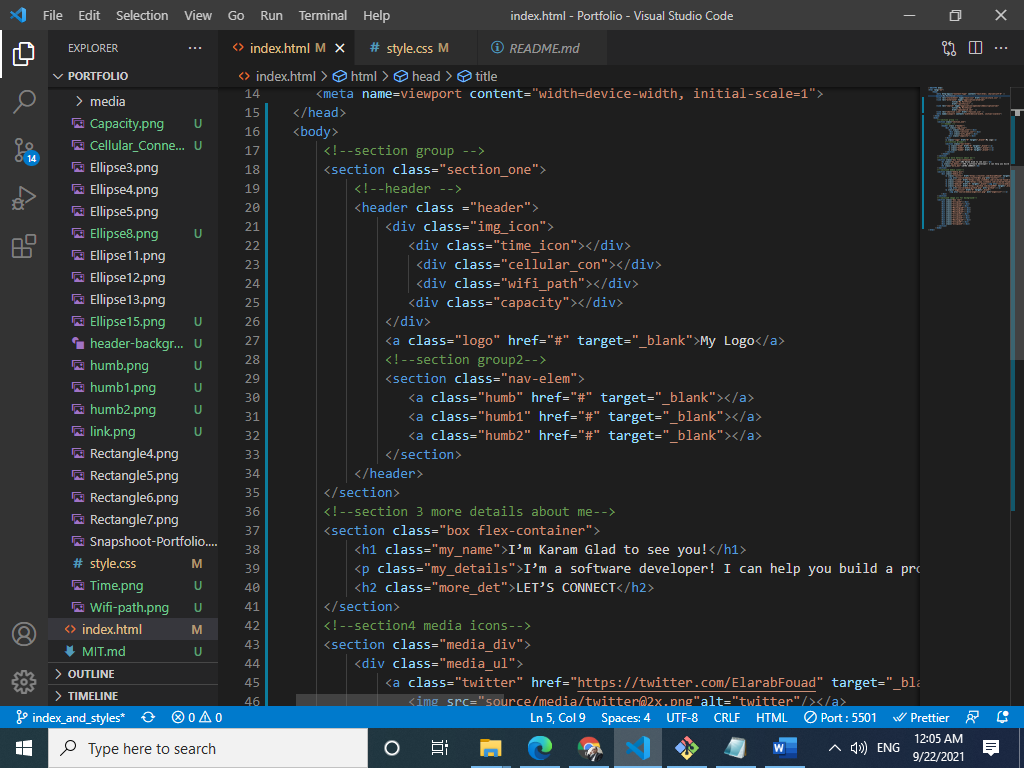 File Edit Selection View Go Run Terminal Help index.html - Portfolio - Visual Studio Code
EXPLORER ···
PORTFOLIO
media
Capacity.png U
Cellular_Conne... U
Ellipse3.png
Ellipse4.png
Ellipse5.png
Ellipse8.png U
Ellipse11.png
Ellipse12.png
Ellipse13.png
Ellipse15.png U
header-backgr... U
humb.png U
humb1.png U
humb2.png U
link.png U
Rectangle4.png
Rectangle5.png
Rectangle6.png
Rectangle7.png
Snapshoot-Portfolio....
# style.css M
Time.png U
Wifi-path.png U
<> index.html M
MIT.md U
OUTLINE
TIMELINE
14
<> index.html M # style.css M README.md ···
<> index.html > html > head > title
14 <meta name=viewport content="width=device-width, initial-scale=1">
15 </head>
16 <body>
17 <!--section group -->
18 <section class="section_one">
19 <!--header -->
20 <header class ="header">
21 <div class="img_icon">
22 <div class="time_icon"></div>
23 <div class="cellular_con"></div>
24 <div class="wifi_path"></div>
25 <div class="capacity"></div>
26 </div>
27 <a class="logo" href="#" target="_blank">My Logo</a>
28 <!--section group2-->
29 <section class="nav-elem">
30 <a class="humb" href="#" target="_blank"></a>
31 <a class="humb1" href="#" target="_blank"></a>
32 <a class="humb2" href="#" target="_blank"></a>
33 </section>
34 </header>
35 </section>
36 <!--section 3 more details about me-->
37 <section class="box flex-container">
38 <h1 class="my_name">I’m Karam Glad to see you!</h1>
39 <p class="my_details">I’m a software developer! I can help you build a pro
40 <h2 class="more_det">LET’S CONNECT</h2>
41 </section>
42 <!--section4 media icons-->
43 <section class="media_div">
44 <div class="media_ul">
45 <a class="twitter" href="https://twitter.com/ElarabFouad" target="_bla
46 <img src="source/media/twitter@2x.png"alt="twitter"/></a>
index_and_styles* 0 0 Ln 5, Col 9 Spaces: 4 UTF-8 CRLF HTML Port : 5501 Prettier
Type here to search ENG 12:05 AM
9/22/2021